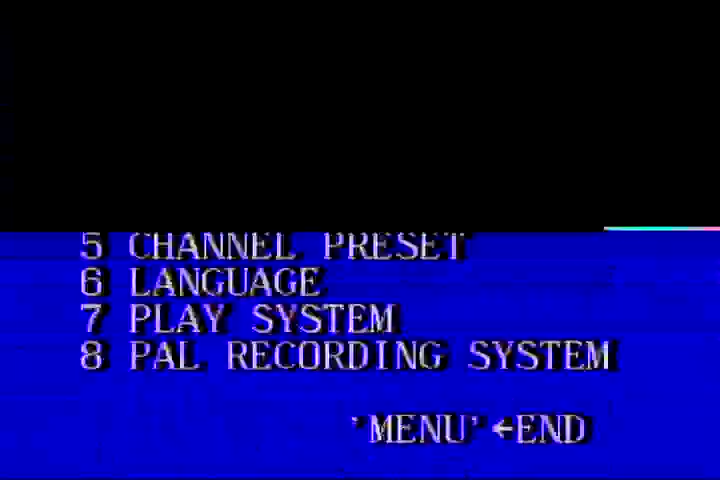 5 CHANNEL PRESET
6 LANGUAGE
7 PLAY SYSTEM
8 PAL RECORDING SYSTEM
'MENU'←END